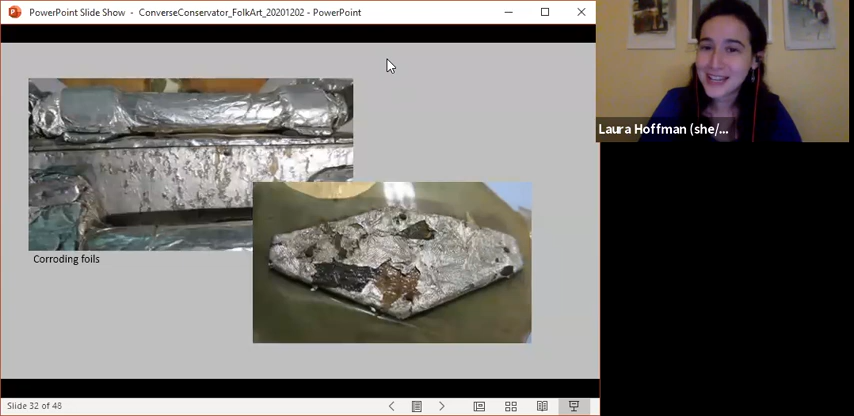 PowerPoint Slide Show - ConverseConservator_FolkArt_20201202 - PowerPoint
Laura Hoffman (she/...
Corroding foils
Slide 32 of 48